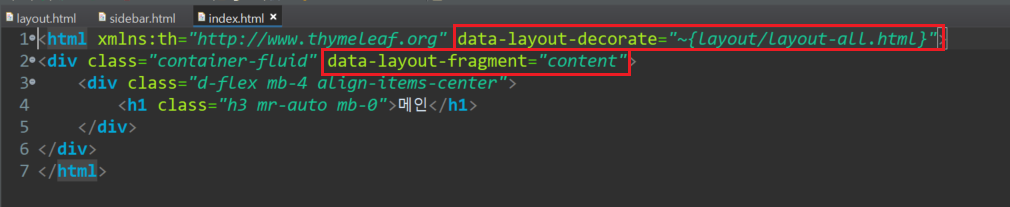 layout.html sidebar.html index.html
1 <html xmlns:th="http://www.thymeleaf.org" data-layout-decorate="~{layout/layout-all.html}">
2 <div class="container-fluid" data-layout-fragment="content">
3 <div class="d-flex mb-4 align-items-center">
4 <h1 class="h3 mr-auto mb-0">메인</h1>
5 </div>
6 </div>
7 </html>